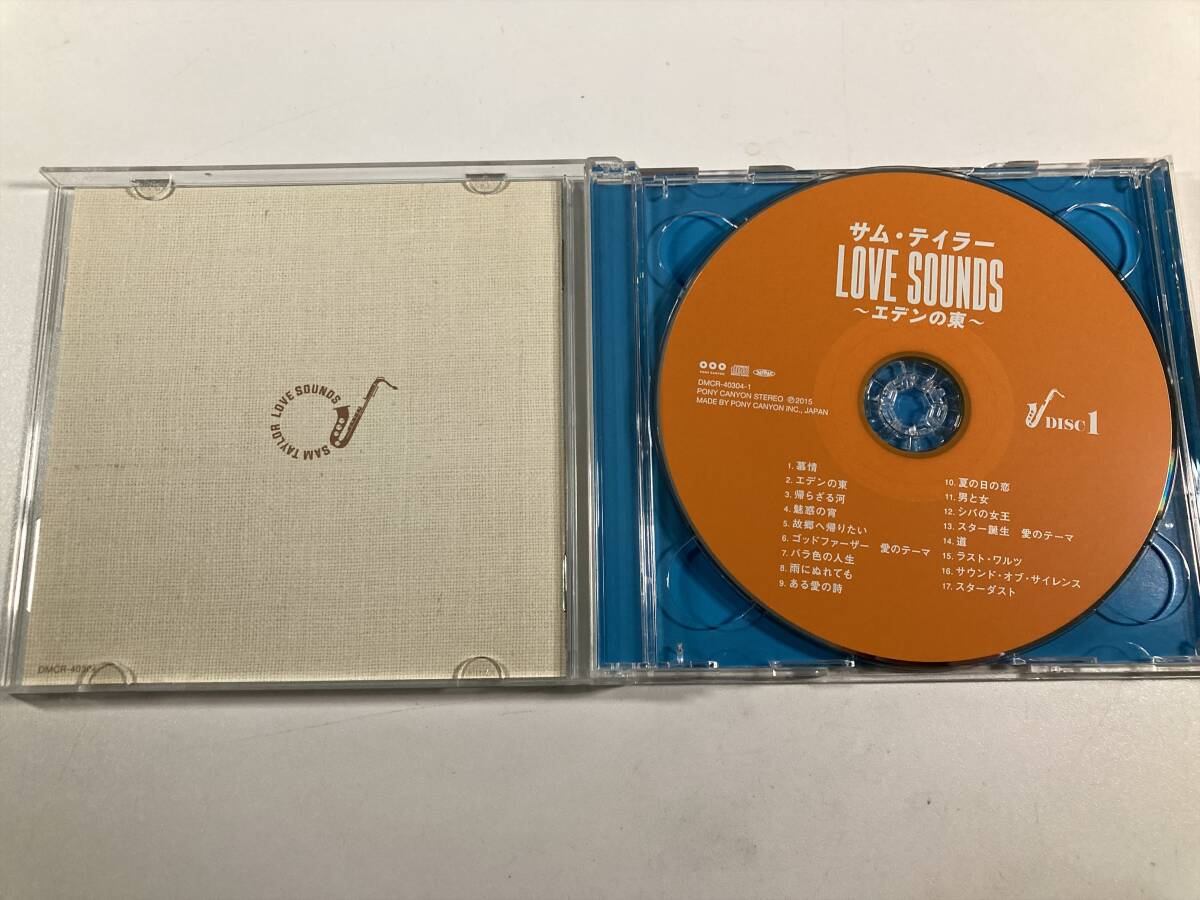 SAM TAYLOR LOVE SOUNDS
DMCR-40304
サム・テイラー
LOVE SOUNDS
〜エデンの東〜
PONY CANYON
DMCR-40304-1
PONY CANYON STEREO ℗2015
MADE BY PONY CANYON INC., JAPAN
DISC 1
1. 慕情
2. エデンの東
3. 帰らざる河
4. 魅惑の宵
5. 故郷へ帰りたい
6. ゴッドファーザー 愛のテーマ
7. バラ色の人生
8. 雨にぬれても
9. ある愛の詩
10. 夏の日の恋
11. 男と女
12. シバの女王
13. スター誕生 愛のテーマ
14. 道
15. ラスト・ワルツ
16. サウンド・オブ・サイレンス
17. スターダスト